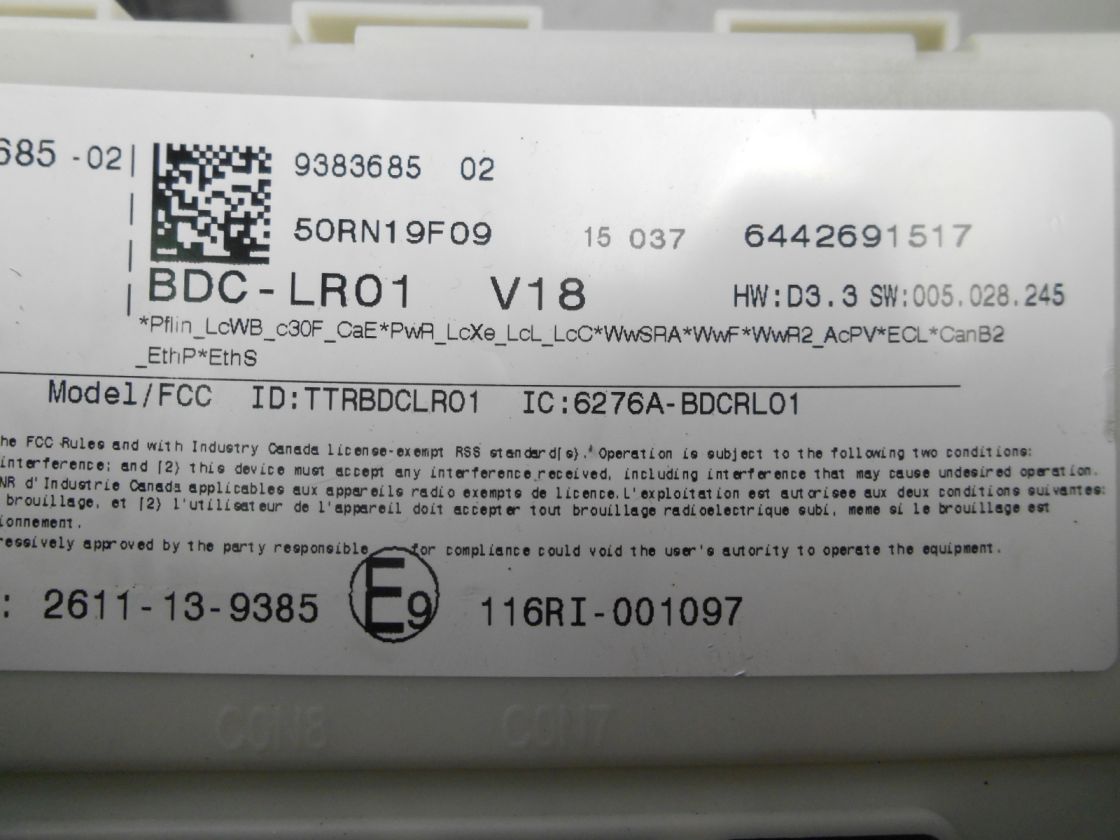 685 -02
9383685 02
50RN19F09 15 037 6442691517
BDC-LR01 V18 HW:D3.3 SW:005.028.245
*Pflin_LcWB_c30F_CaE*PwR_LcXe_LcL_LcC*WwSRA*WwF*WwR2_AcPV*ECL*CanB2
_EthP*EthS
Model/FCC ID:TTRBDCLR01 IC:6276A-BDCRL01
he FCC Rules and with Industry Canada license-exempt RSS standard(s). Operation is subject to the following two conditions:
interference; and (2) this device must accept any interference received, including interference that may cause undesired operation.
NR d'Industrie Canada applicables aux appareils radio exempts de licence.L'exploitation est autorisee aux deux conditions suivantes:
brouillage, et (2) l'utilisateur de l'appareil doit accepter tout brouillage radioelectrique subi, meme si le brouillage est
ionnement.
ressively approved by the party responsible for compliance could void the user's autority to operate the equipment.
: 2611-13-9385 E E9 116RI-001097
CON8 CON7